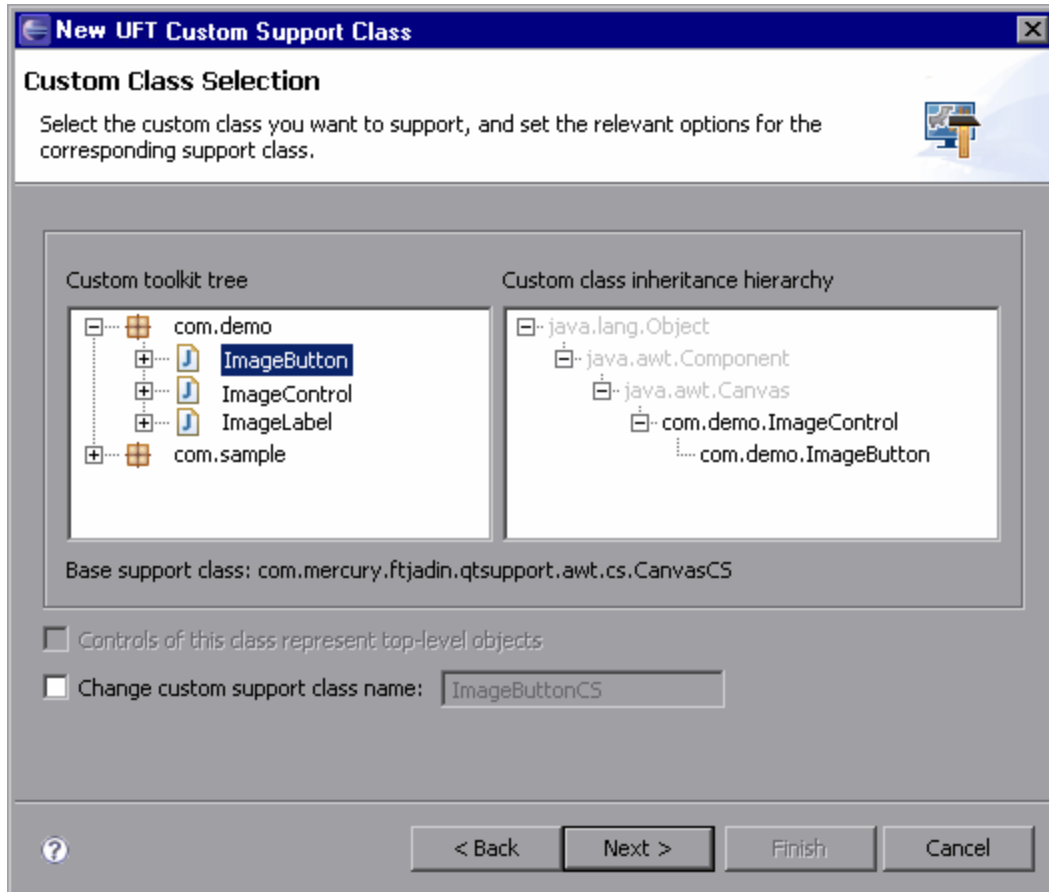 New UFT Custom Support Class
Custom Class Selection
Select the custom class you want to support, and set the relevant options for the
corresponding support class.
Custom toolkit tree
com.demo
ImageButton
ImageControl
ImageLabel
com.sample
Custom class inheritance hierarchy
java.lang.Object
java.awt.Component
java.awt.Canvas
com.demo.ImageControl
com.demo.ImageButton
Base support class: com.mercury.ftjadin.qtsupport.awt.cs.CanvasCS
Controls of this class represent top-level objects
Change custom support class name: ImageButtonCS
< Back Next > Finish Cancel